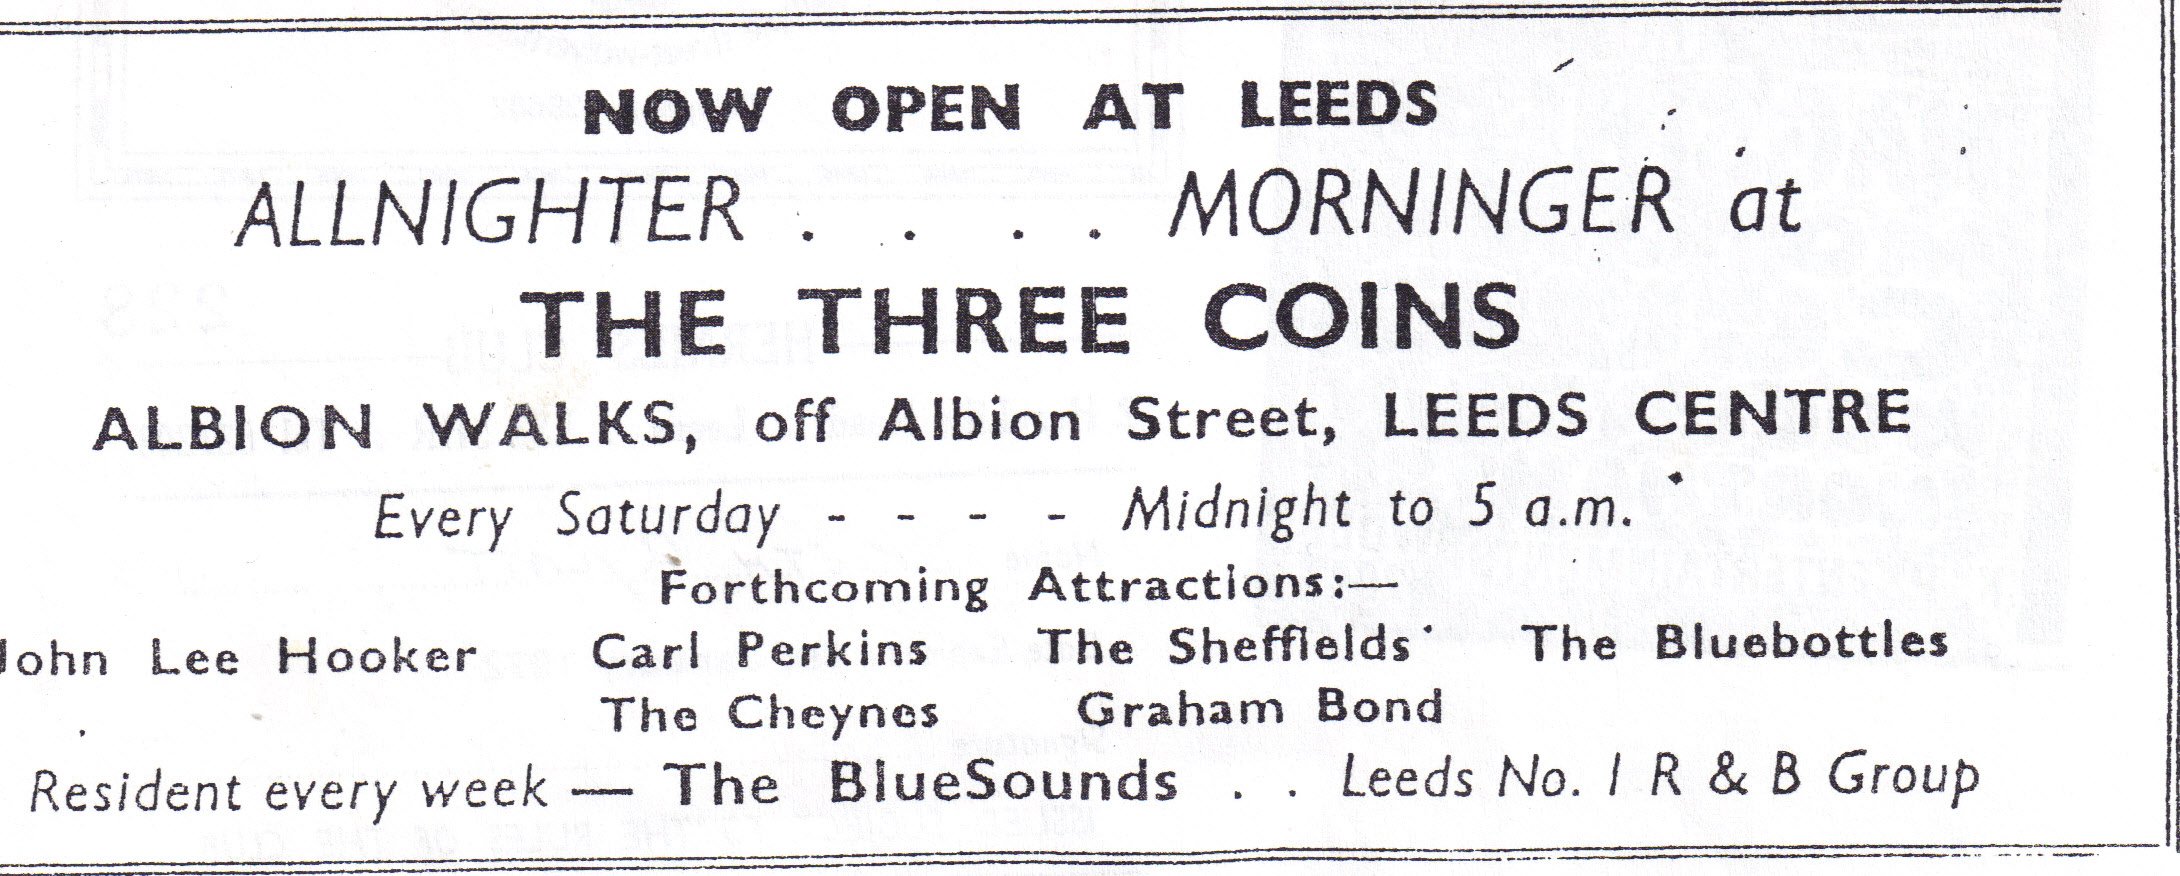 NOW OPEN AT LEEDS
ALLNIGHTER . . . . MORNINGER at
THE THREE COINS
ALBION WALKS, off Albion Street, LEEDS CENTRE
Every Saturday - - - - Midnight to 5 a.m.
Forthcoming Attractions:—
John Lee Hooker Carl Perkins The Sheffields The Bluebottles
The Cheynes Graham Bond
Resident every week — The BlueSounds . . Leeds No. 1 R & B Group